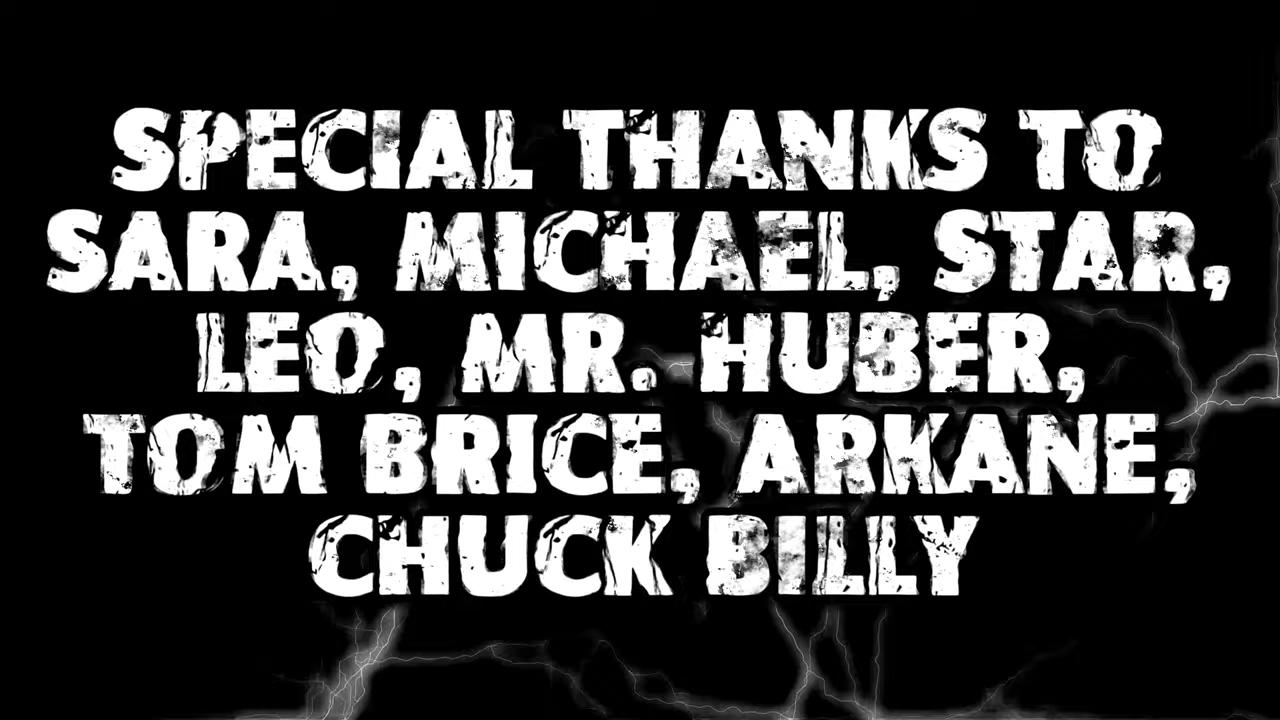 SPECIAL THANKS TO
SARA, MICHAEL, STAR,
LEO, MR. HUBER,
TOM BRICE, ARKANE,
CHUCK BILLY